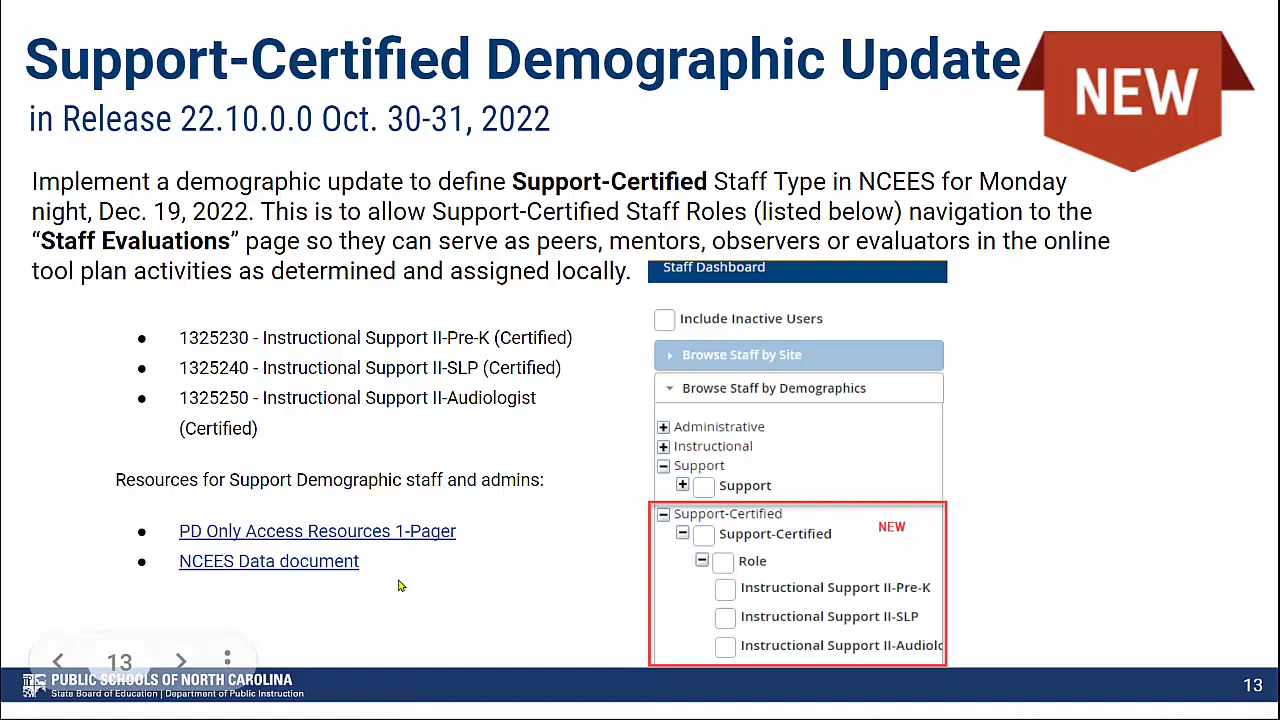 Support-Certified Demographic Update
NEW
in Release 22.10.0.0 Oct. 30-31, 2022
Implement a demographic update to define Support-Certified Staff Type in NCEES for Monday
night, Dec. 19, 2022. This is to allow Support-Certified Staff Roles (listed below) navigation to the
“Staff Evaluations” page so they can serve as peers, mentors, observers or evaluators in the online
tool plan activities as determined and assigned locally.
● 1325230 - Instructional Support II-Pre-K (Certified)
● 1325240 - Instructional Support II-SLP (Certified)
● 1325250 - Instructional Support II-Audiologist
(Certified)
Resources for Support Demographic staff and admins:
● PD Only Access Resources 1-Pager
● NCEES Data document
Staff Dashboard
Include Inactive Users
Browse Staff by Site
Browse Staff by Demographics
Administrative
Instructional
Support
Support
Support-Certified
NEW
Support-Certified
Role
Instructional Support II-Pre-K
Instructional Support II-SLP
Instructional Support II-Audiolo
13
PUBLIC SCHOOLS OF NORTH CAROLINA
State Board of Education | Department of Public Instruction
13